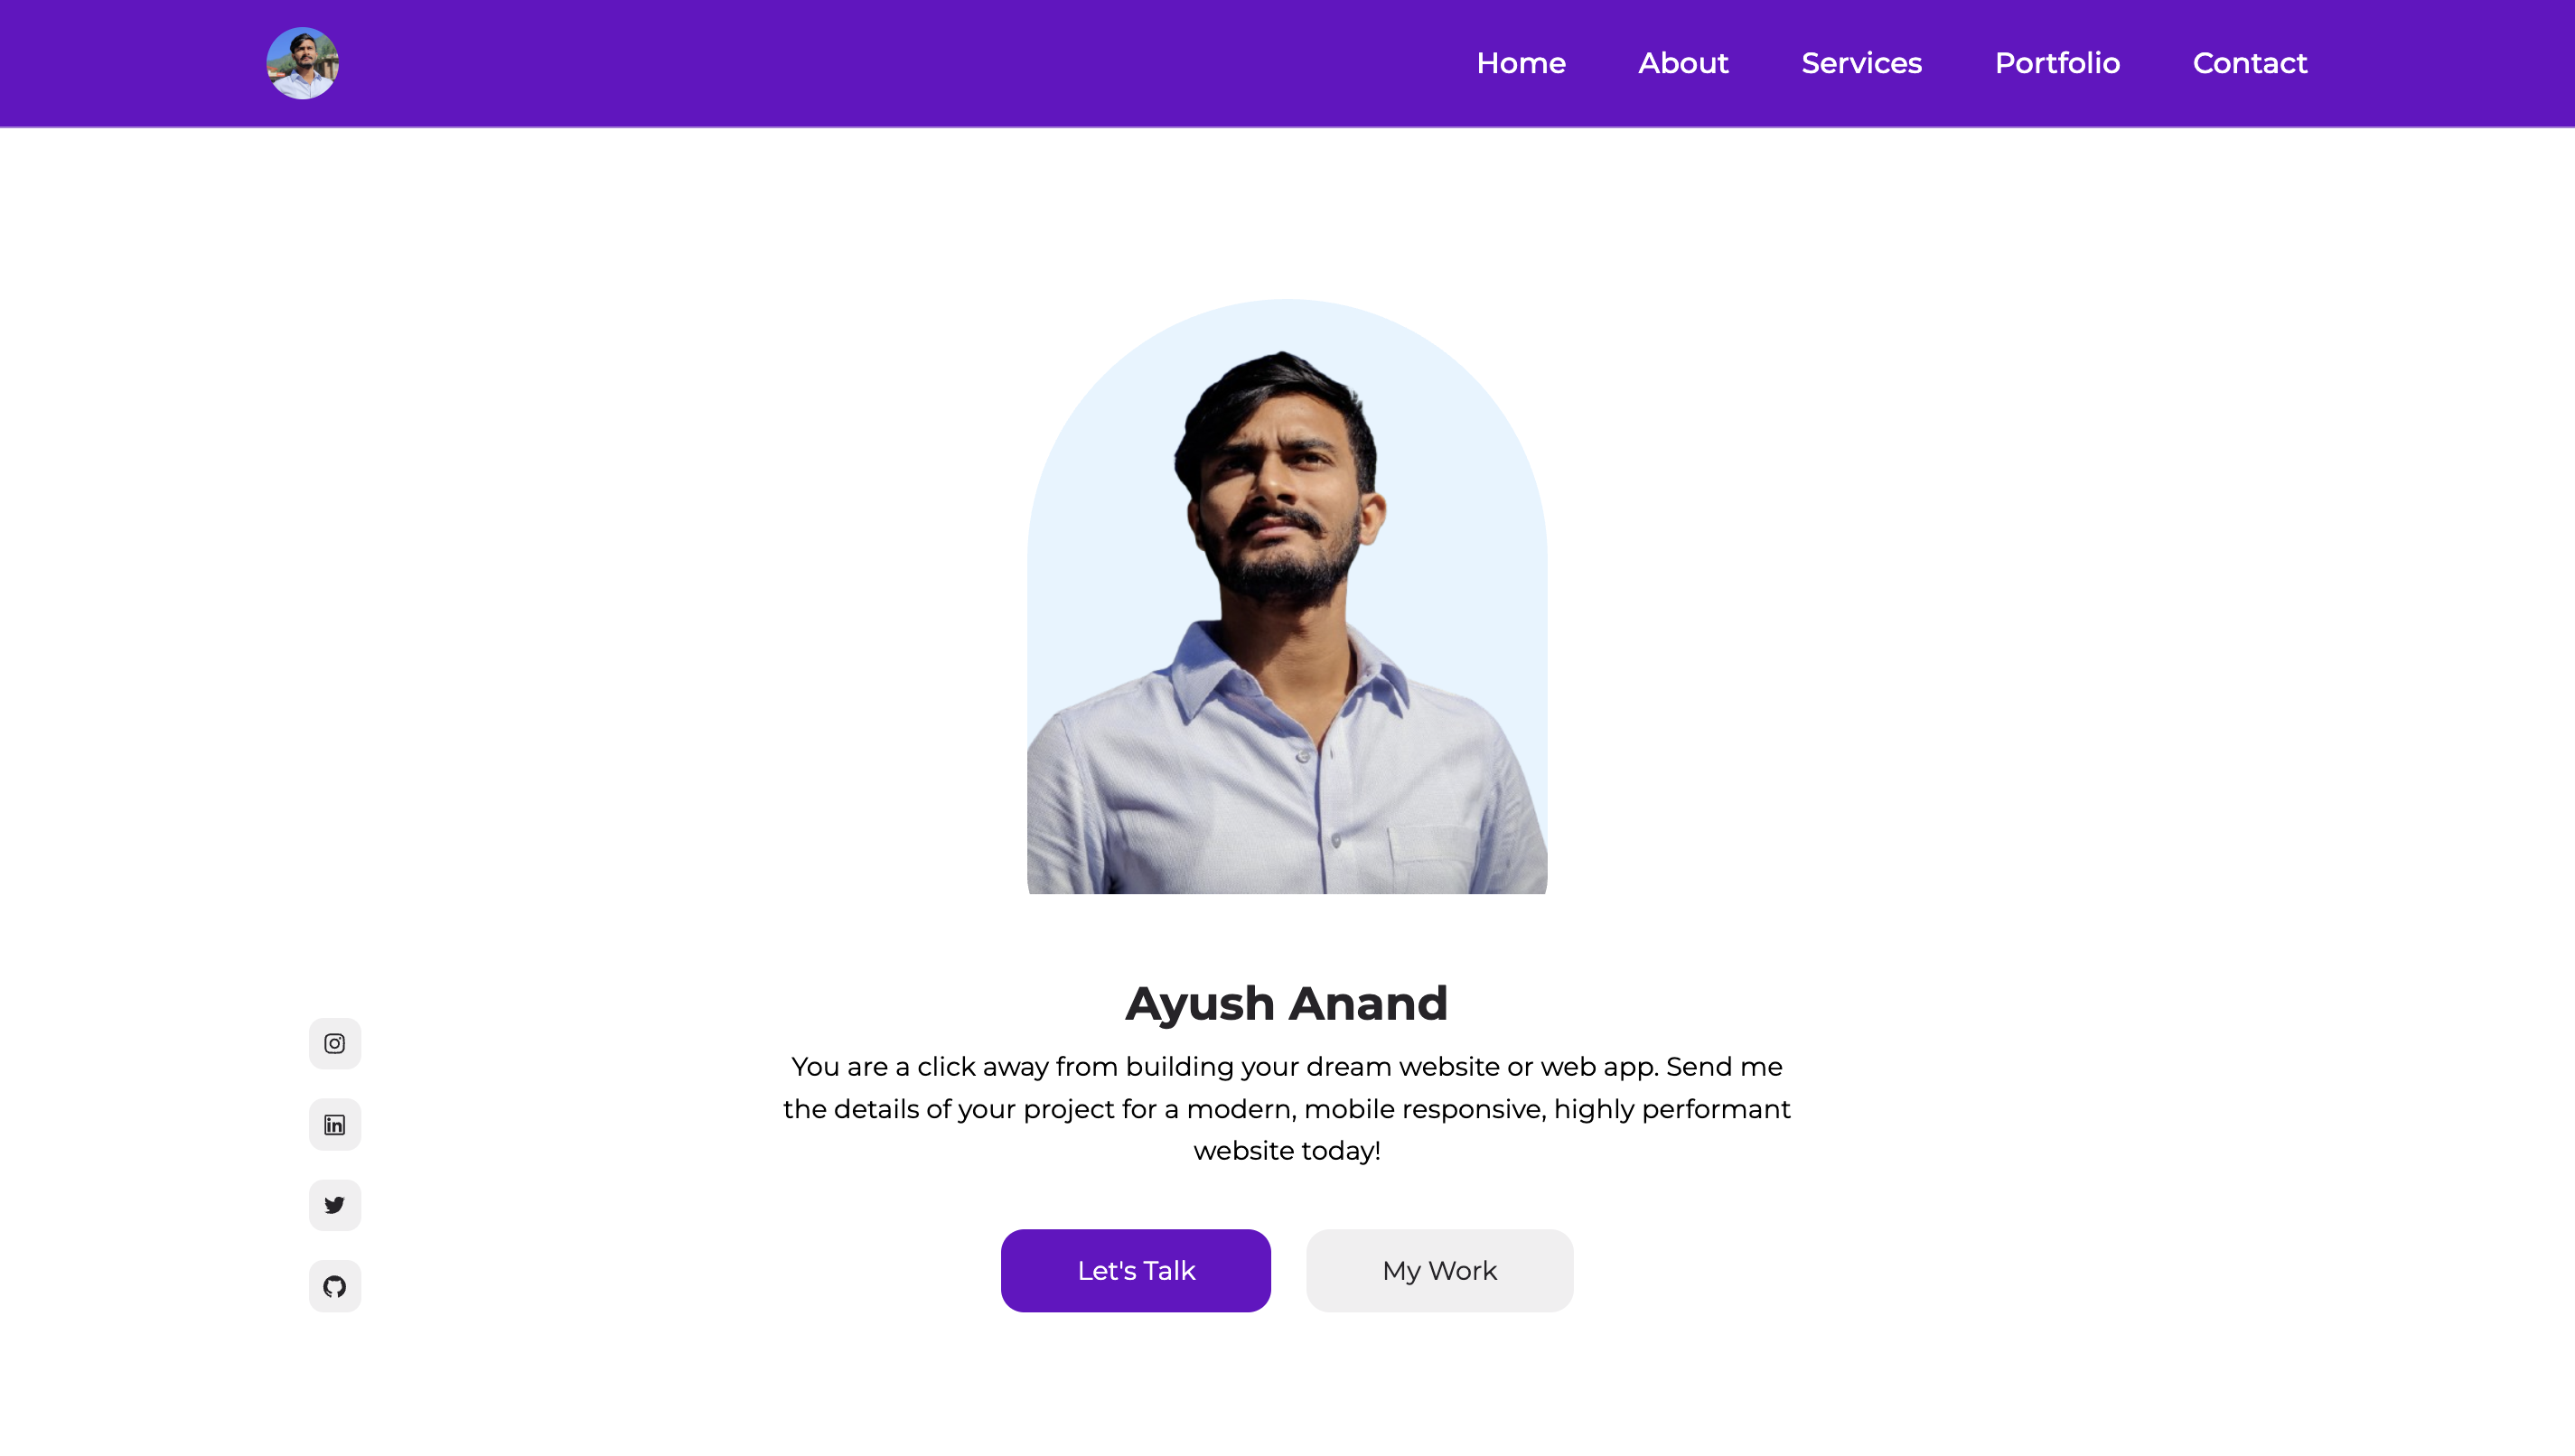 Home
About
Services
Portfolio
Contact
Ayush Anand
You are a click away from building your dream website or web app. Send me
the details of your project for a modern, mobile responsive, highly performant
website today!
Let's Talk
My Work